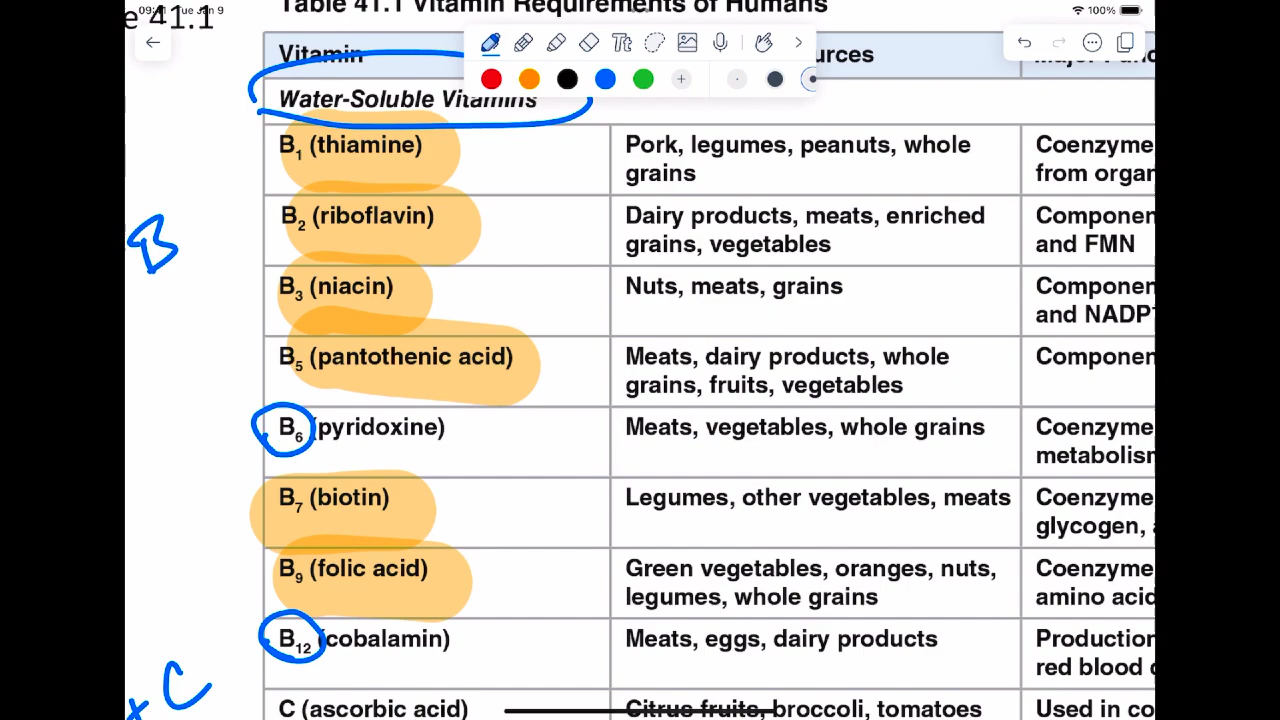 Table 41.1 Vitamin Requirements of Humans
e 41.1
Tue Jan 9
100%
Tt
Vitamin
urces
Water-Soluble Vitamins
B₁ (thiamine)
Pork, legumes, peanuts, whole
grains
Coenzyme
from organ
B₂ (riboflavin)
Dairy products, meats, enriched
grains, vegetables
Componen
and FMN
B₃ (niacin)
Nuts, meats, grains
Componen
and NADP⁺
B₅ (pantothenic acid)
Meats, dairy products, whole
grains, fruits, vegetables
Componen
B₆ (pyridoxine)
Meats, vegetables, whole grains
Coenzyme
metabolism
B₇ (biotin)
Legumes, other vegetables, meats
Coenzyme,
glycogen,
B₉ (folic acid)
Green vegetables, oranges, nuts,
legumes, whole grains
Coenzyme
amino acid
B₁₂ (cobalamin)
Meats, eggs, dairy products
Production
red blood
C (ascorbic acid)
Citrus fruits, broccoli, tomatoes
Used in co
B
+ C